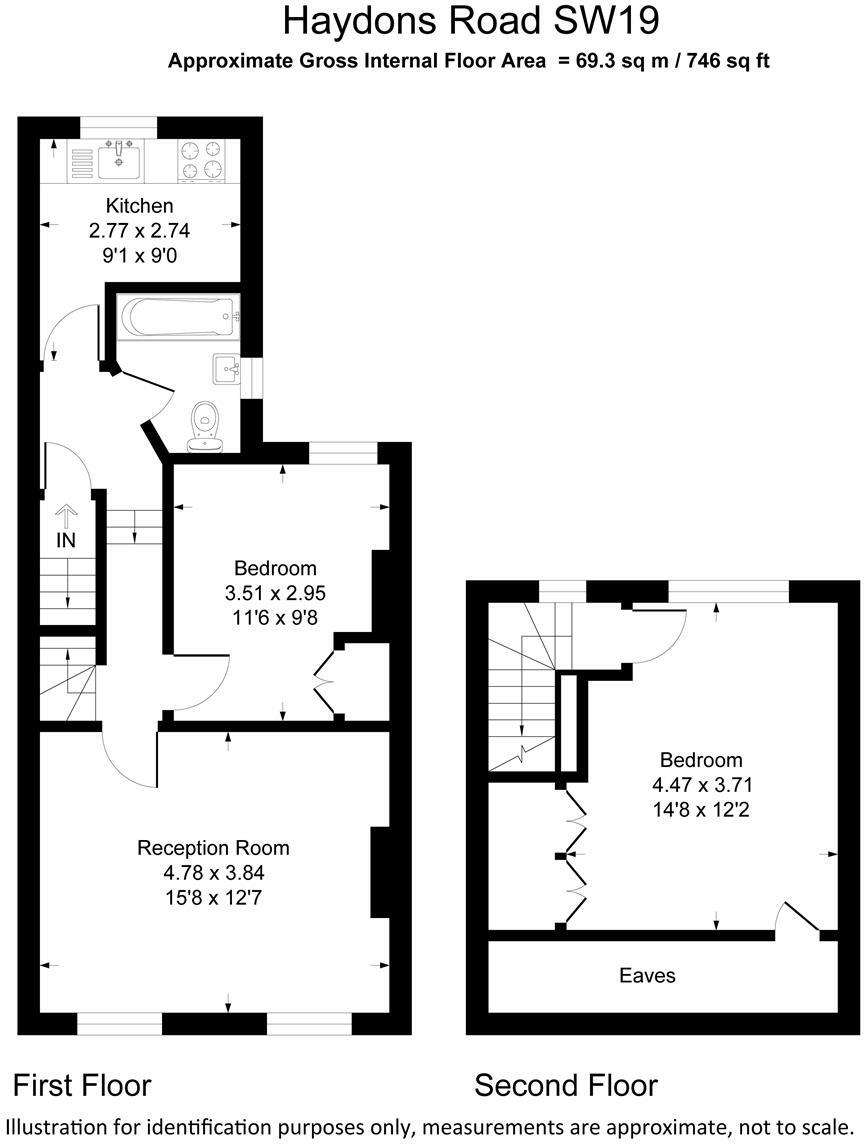 Haydons Road SW19
Approximate Gross Internal Floor Area = 69.3 sq m / 746 sq ft
Kitchen
2.77 x 2.74
9'1 x 9'0
IN
Bedroom
3.51 x 2.95
11'6 x 9'8
Reception Room
4.78 x 3.84
15'8 x 12'7
Bedroom
4.47 x 3.71
14'8 x 12'2
Eaves
First Floor
Second Floor
Illustration for identification purposes only, measurements are approximate, not to scale.